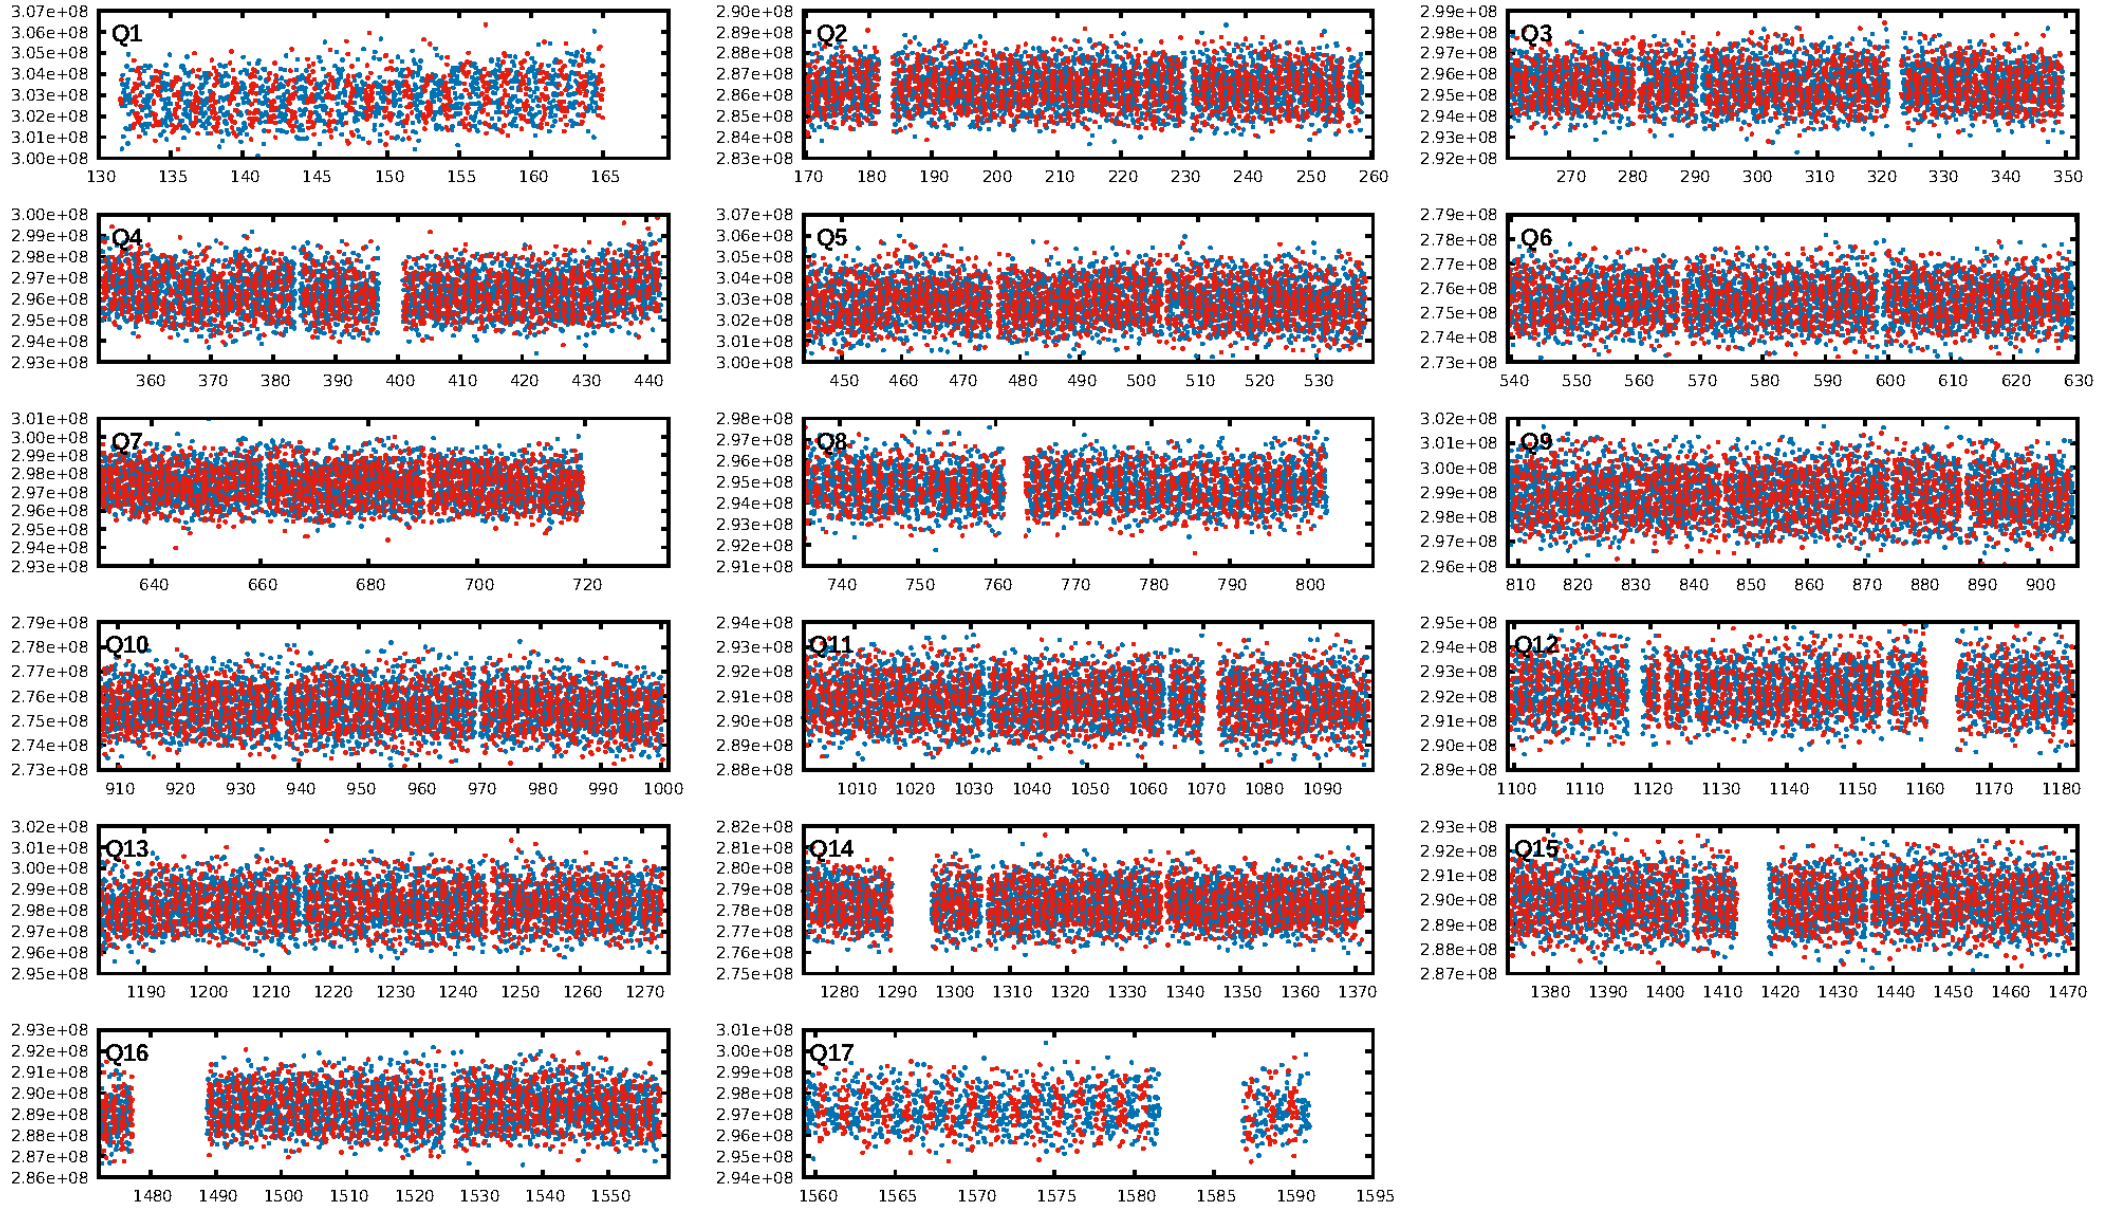 3.07e+08 3.06e+08 3.05e+08 3.04e+08 3.03e+08 3.02e+08 3.01e+08 3.00e+08
Q1
130 135 140 145 150 155 160 165
2.90e+08 2.89e+08 2.88e+08 2.87e+08 2.86e+08 2.85e+08 2.84e+08 2.83e+08
Q2
170 180 190 200 210 220 230 240 250 260
2.99e+08 2.98e+08 2.97e+08 2.96e+08 2.95e+08 2.94e+08 2.93e+08 2.92e+08
Q3
270 280 290 300 310 320 330 340 350
3.00e+08 2.99e+08 2.98e+08 2.97e+08 2.96e+08 2.95e+08 2.94e+08 2.93e+08
Q4
360 370 380 390 400 410 420 430 440
3.07e+08 3.06e+08 3.05e+08 3.04e+08 3.03e+08 3.02e+08 3.01e+08 3.00e+08
Q5
450 460 470 480 490 500 510 520 530
2.79e+08 2.78e+08 2.77e+08 2.76e+08 2.75e+08 2.74e+08 2.73e+08
Q6
540 550 560 570 580 590 600 610 620 630
3.01e+08 3.00e+08 2.99e+08 2.98e+08 2.97e+08 2.96e+08 2.95e+08 2.94e+08 2.93e+08
Q7
640 660 680 700 720
2.98e+08 2.97e+08 2.96e+08 2.95e+08 2.94e+08 2.93e+08 2.92e+08 2.91e+08
Q8
740 750 760 770 780 790 800
3.02e+08 3.01e+08 3.00e+08 2.99e+08 2.98e+08 2.97e+08 2.96e+08
Q9
810 820 830 840 850 860 870 880 890 900
2.79e+08 2.78e+08 2.77e+08 2.76e+08 2.75e+08 2.74e+08 2.73e+08
Q10
910 920 930 940 950 960 970 980 990 1000
2.94e+08 2.93e+08 2.92e+08 2.91e+08 2.90e+08 2.89e+08 2.88e+08
Q11
1010 1020 1030 1040 1050 1060 1070 1080 1090
2.95e+08 2.94e+08 2.93e+08 2.92e+08 2.91e+08 2.90e+08 2.89e+08
Q12
1100 1110 1120 1130 1140 1150 1160 1170 1180
3.02e+08 3.01e+08 3.00e+08 2.99e+08 2.98e+08 2.97e+08 2.96e+08 2.95e+08
Q13
1190 1200 1210 1220 1230 1240 1250 1260 1270
2.82e+08 2.81e+08 2.80e+08 2.79e+08 2.78e+08 2.77e+08 2.76e+08 2.75e+08
Q14
1280 1290 1300 1310 1320 1330 1340 1350 1360 1370
2.93e+08 2.92e+08 2.91e+08 2.90e+08 2.89e+08 2.88e+08 2.87e+08
Q15
1380 1390 1400 1410 1420 1430 1440 1450 1460 1470
2.93e+08 2.92e+08 2.91e+08 2.90e+08 2.89e+08 2.88e+08 2.87e+08 2.86e+08
Q16
1480 1490 1500 1510 1520 1530 1540 1550
3.01e+08 3.00e+08 2.99e+08 2.98e+08 2.97e+08 2.96e+08 2.95e+08 2.94e+08
Q17
1560 1565 1570 1575 1580 1585 1590 1595